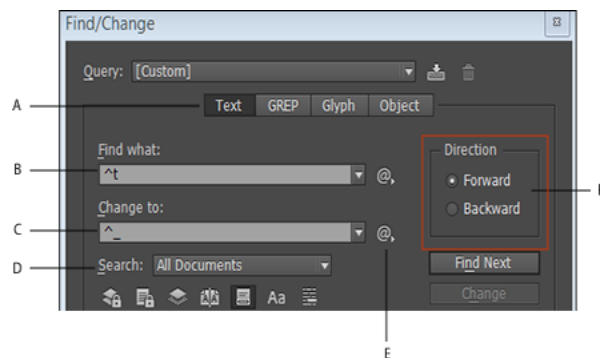 Find/Change
Query: [Custom]
A
Text GREP Glyph Object
Find what:
B
^t
@
Change to:
C
^_
@
D
Search: All Documents
Aa
Direction
Forward
Backward
Find Next
Change
E